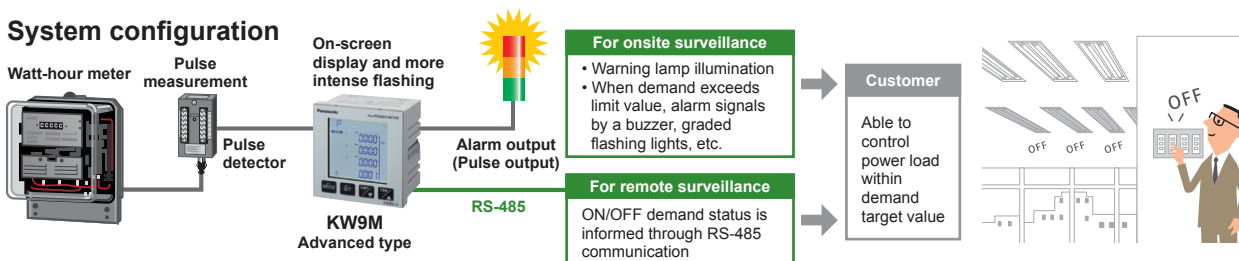 System configuration
Watt-hour meter
Pulse
measurement
Pulse
detector
On-screen
display and more
intense flashing
Panasonic
MODE
SET
KW9M
Advanced type
Alarm output
(Pulse output)
RS-485
For onsite surveillance
• Warning lamp illumination
• When demand exceeds
limit value, alarm signals
by a buzzer, graded
flashing lights, etc.
For remote surveillance
ON/OFF demand status is
informed through RS-485
communication
Customer
Able to
control
power load
within
demand
target value
OFF
OFF
OFF
OFF